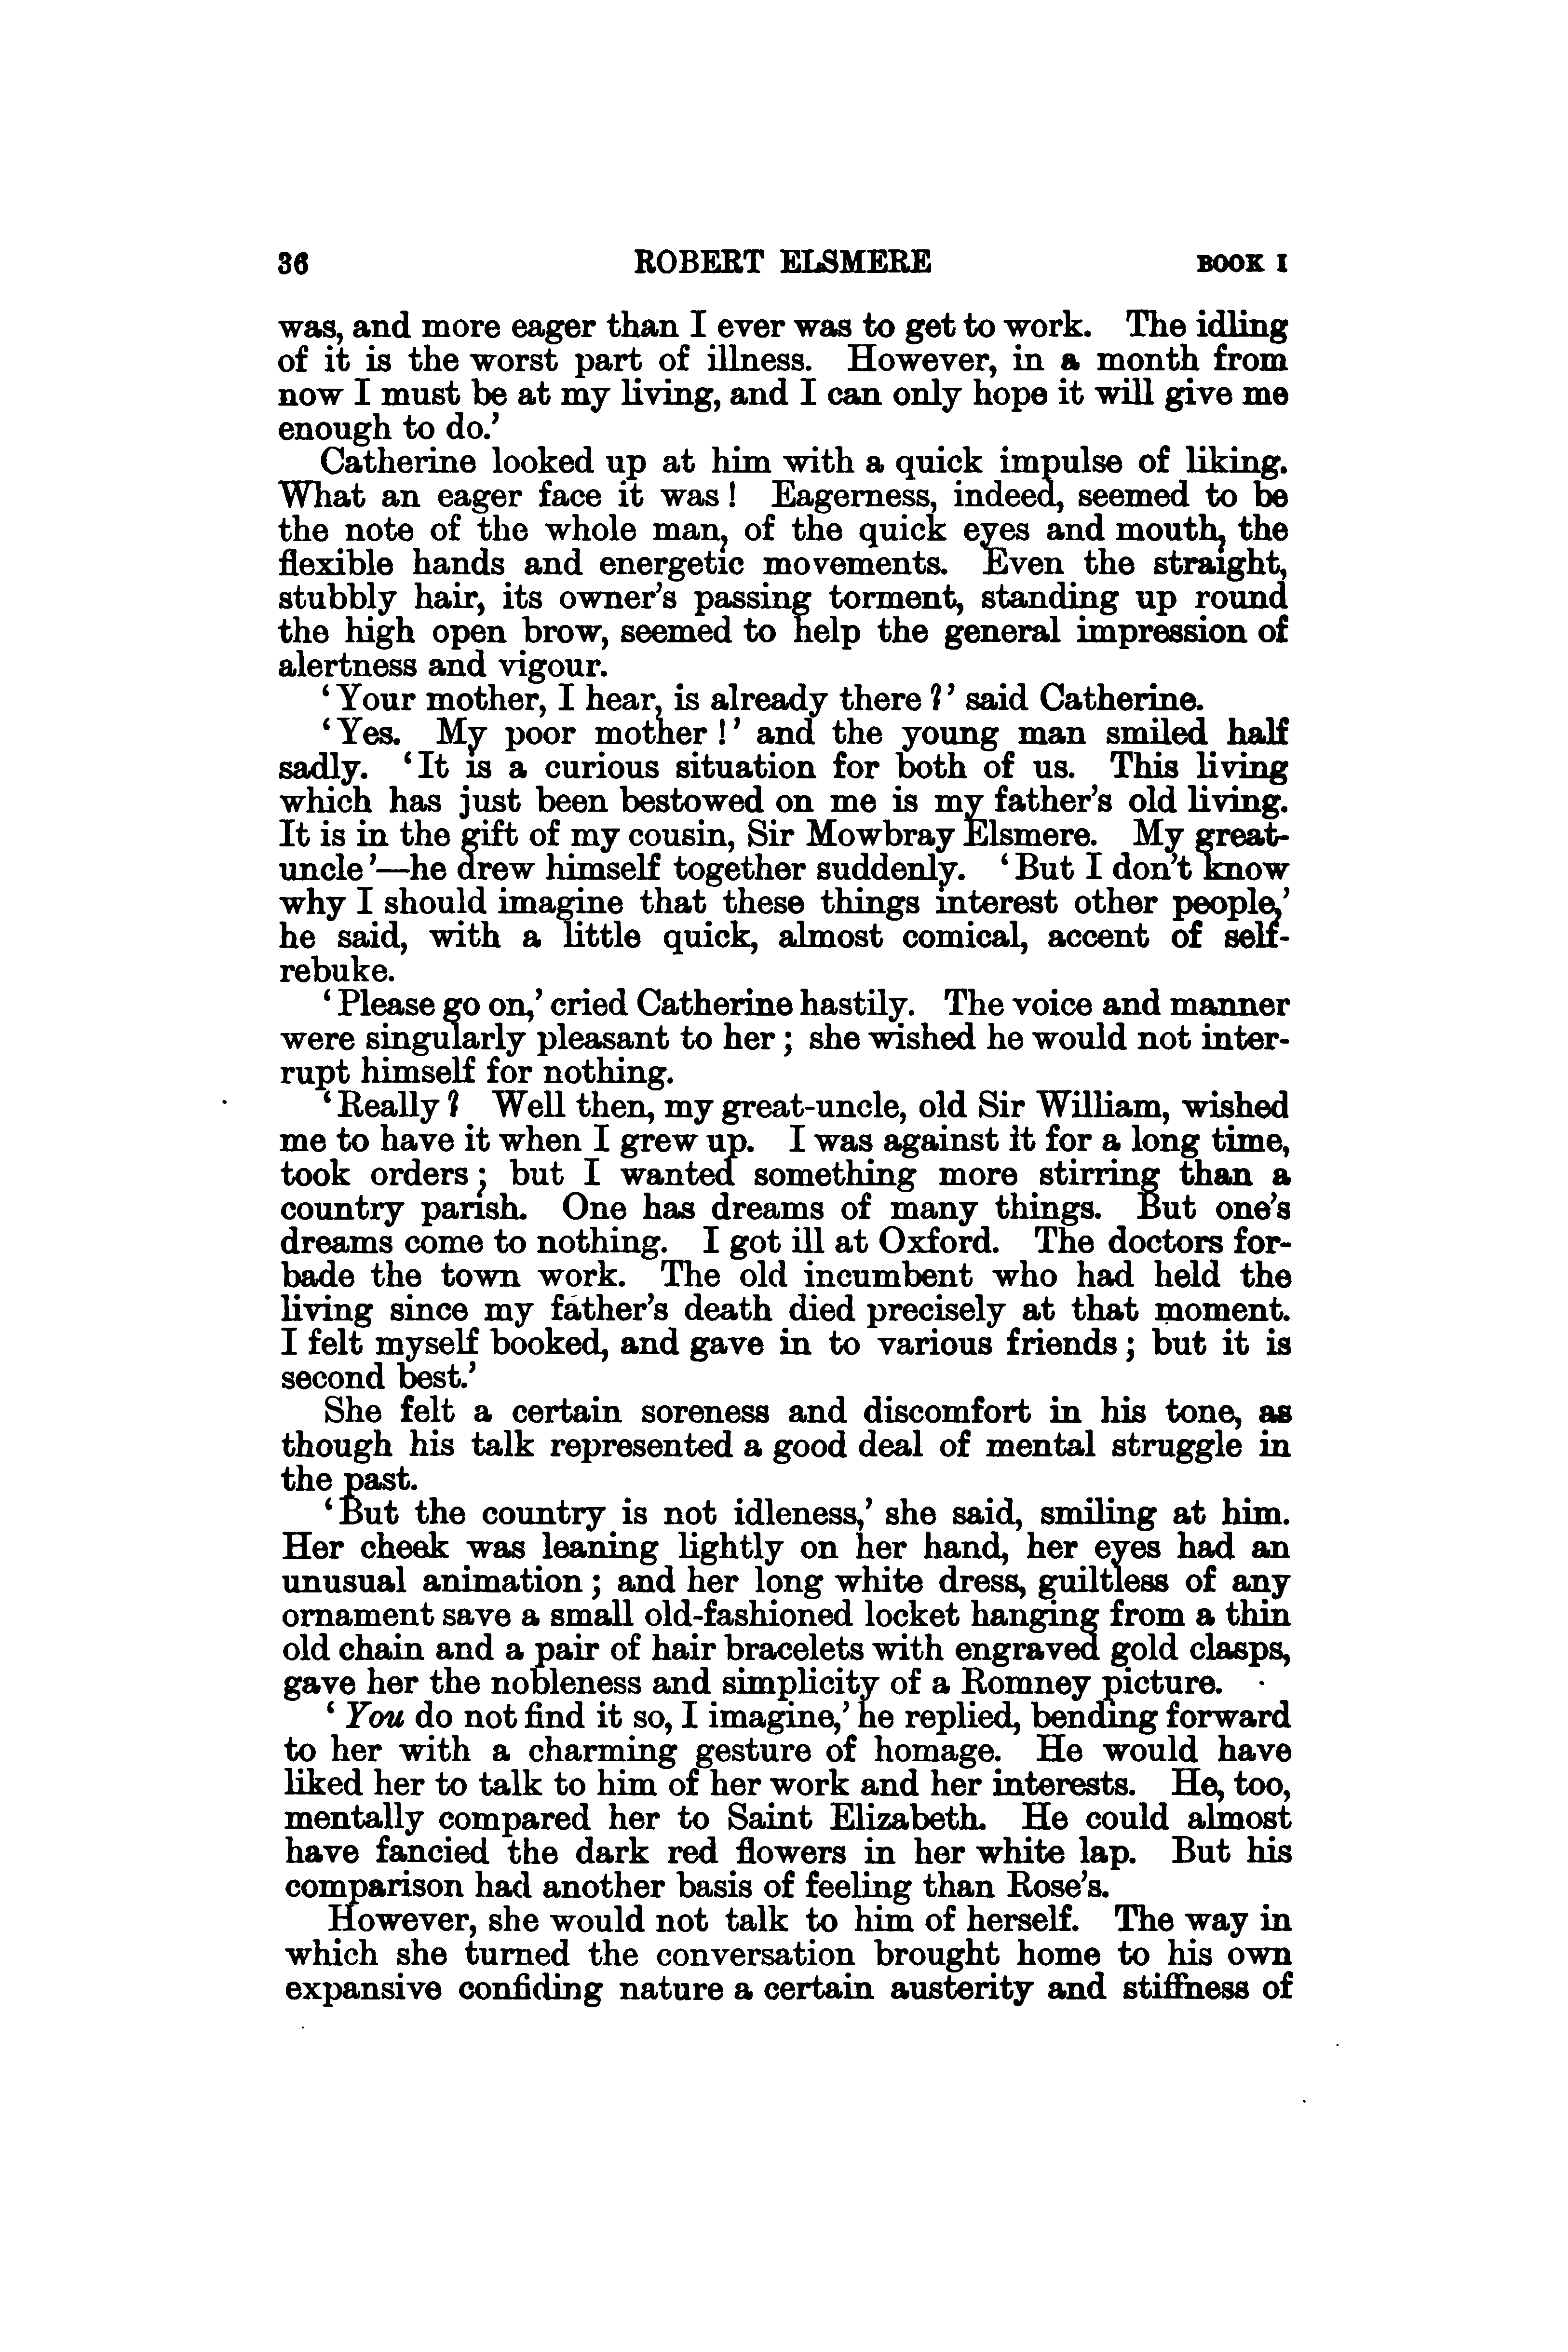 36 ROBERT ELSMERE BOOK I
was, and more eager than I ever was to get to work. The idling
of it is the worst part of illness. However, in a month from
now I must be at my living, and I can only hope it will give me
enough to do.’
Catherine looked up at him with a quick impulse of liking.
What an eager face it was! Eagerness, indeed, seemed to be
the note of the whole man, of the quick eyes and mouth, the
flexible hands and energetic movements. Even the straight,
stubbly hair, its owner’s passing torment, standing up round
the high open brow, seemed to help the general impression of
alertness and vigour.
‘Your mother, I hear, is already there?’ said Catherine.
‘Yes. My poor mother!’ and the young man smiled half
sadly. ‘It is a curious situation for both of us. This living
which has just been bestowed on me is my father’s old living.
It is in the gift of my cousin, Sir Mowbray Elsmere. My great-
uncle’—he drew himself together suddenly. ‘But I don’t know
why I should imagine that these things interest other people,’
he said, with a little quick, almost comical, accent of self-
rebuke.
‘Please go on,’ cried Catherine hastily. The voice and manner
were singularly pleasant to her; she wished he would not inter-
rupt himself for nothing.
‘Really? Well then, my great-uncle, old Sir William, wished
me to have it when I grew up. I was against it for a long time,
took orders; but I wanted something more stirring than a
country parish. One has dreams of many things. But one’s
dreams come to nothing. I got ill at Oxford. The doctors for-
bade the town work. The old incumbent who had held the
living since my father’s death died precisely at that moment.
I felt myself booked, and gave in to various friends; but it is
second best.’
She felt a certain soreness and discomfort in his tone, as
though his talk represented a good deal of mental struggle in
the past.
‘But the country is not idleness,’ she said, smiling at him.
Her cheek was leaning lightly on her hand, her eyes had an
unusual animation; and her long white dress, guiltless of any
ornament save a small old-fashioned locket hanging from a thin
old chain and a pair of hair bracelets with engraved gold clasps,
gave her the nobleness and simplicity of a Romney picture.
‘You do not find it so, I imagine,’ he replied, bending forward
to her with a charming gesture of homage. He would have
liked her to talk to him of her work and her interests. He, too,
mentally compared her to Saint Elizabeth. He could almost
have fancied the dark red flowers in her white lap. But his
comparison had another basis of feeling than Rose’s.
However, she would not talk to him of herself. The way in
which she turned the conversation brought home to his own
expansive confiding nature a certain austerity and stiffness of